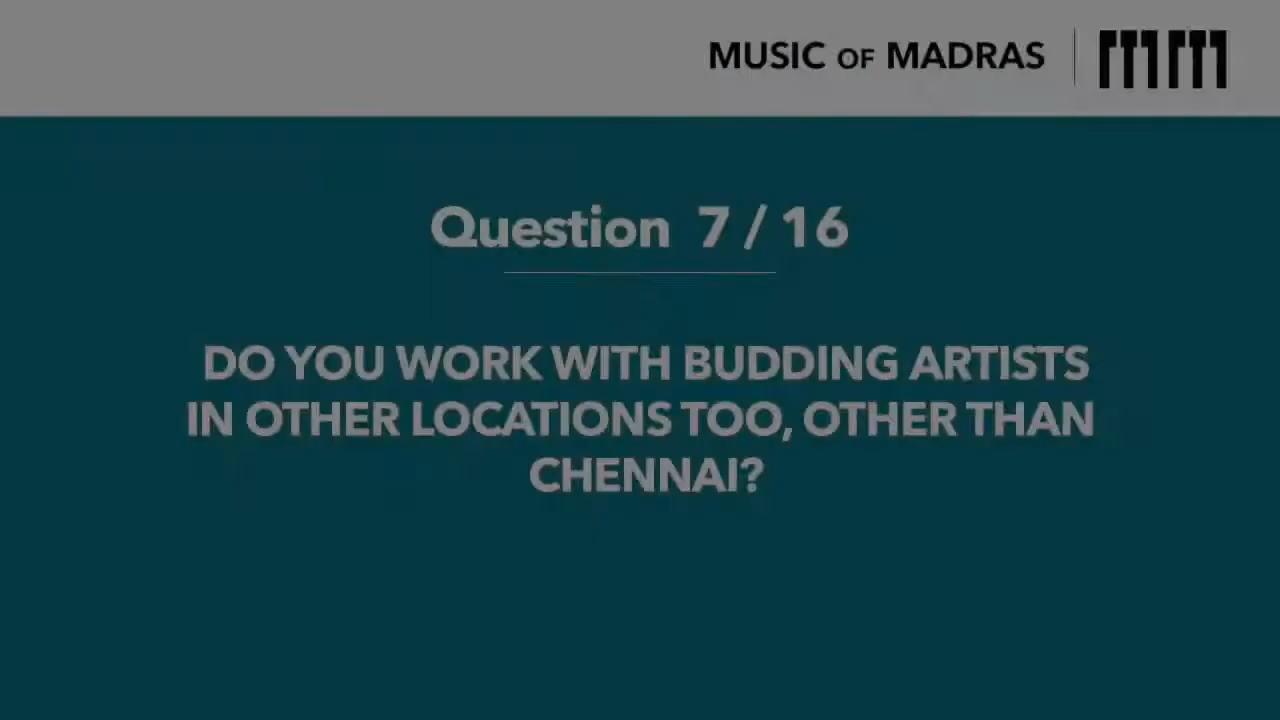 MUSIC OF MADRAS
Question 7 / 16
DO YOU WORK WITH BUDDING ARTISTS
IN OTHER LOCATIONS TOO, OTHER THAN
CHENNAI?